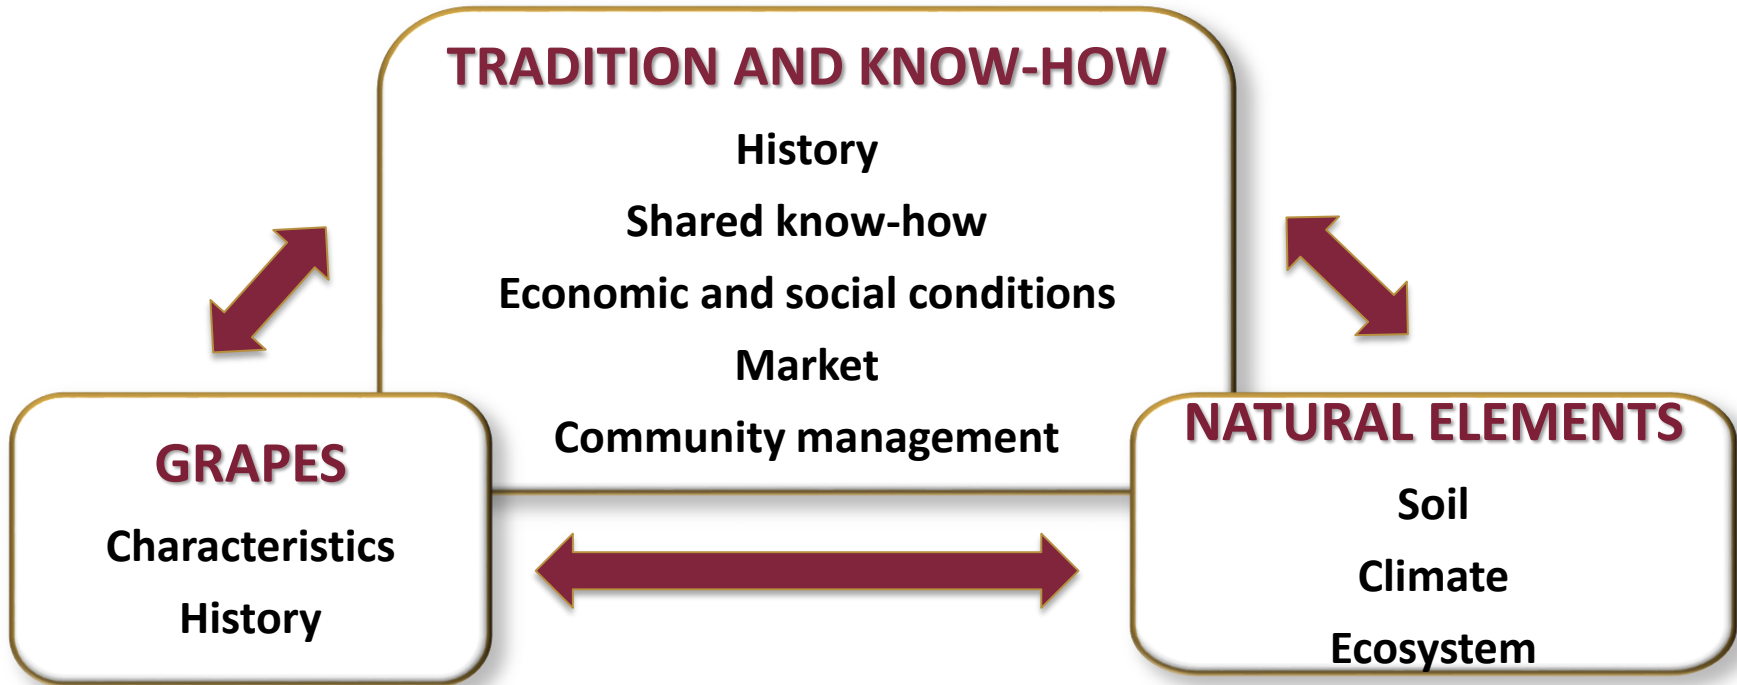 TRADITION AND KNOW-HOW
History
Shared know-how
Economic and social conditions
Market
Community management
GRAPES
Characteristics
History
NATURAL ELEMENTS
Soil
Climate
Ecosystem